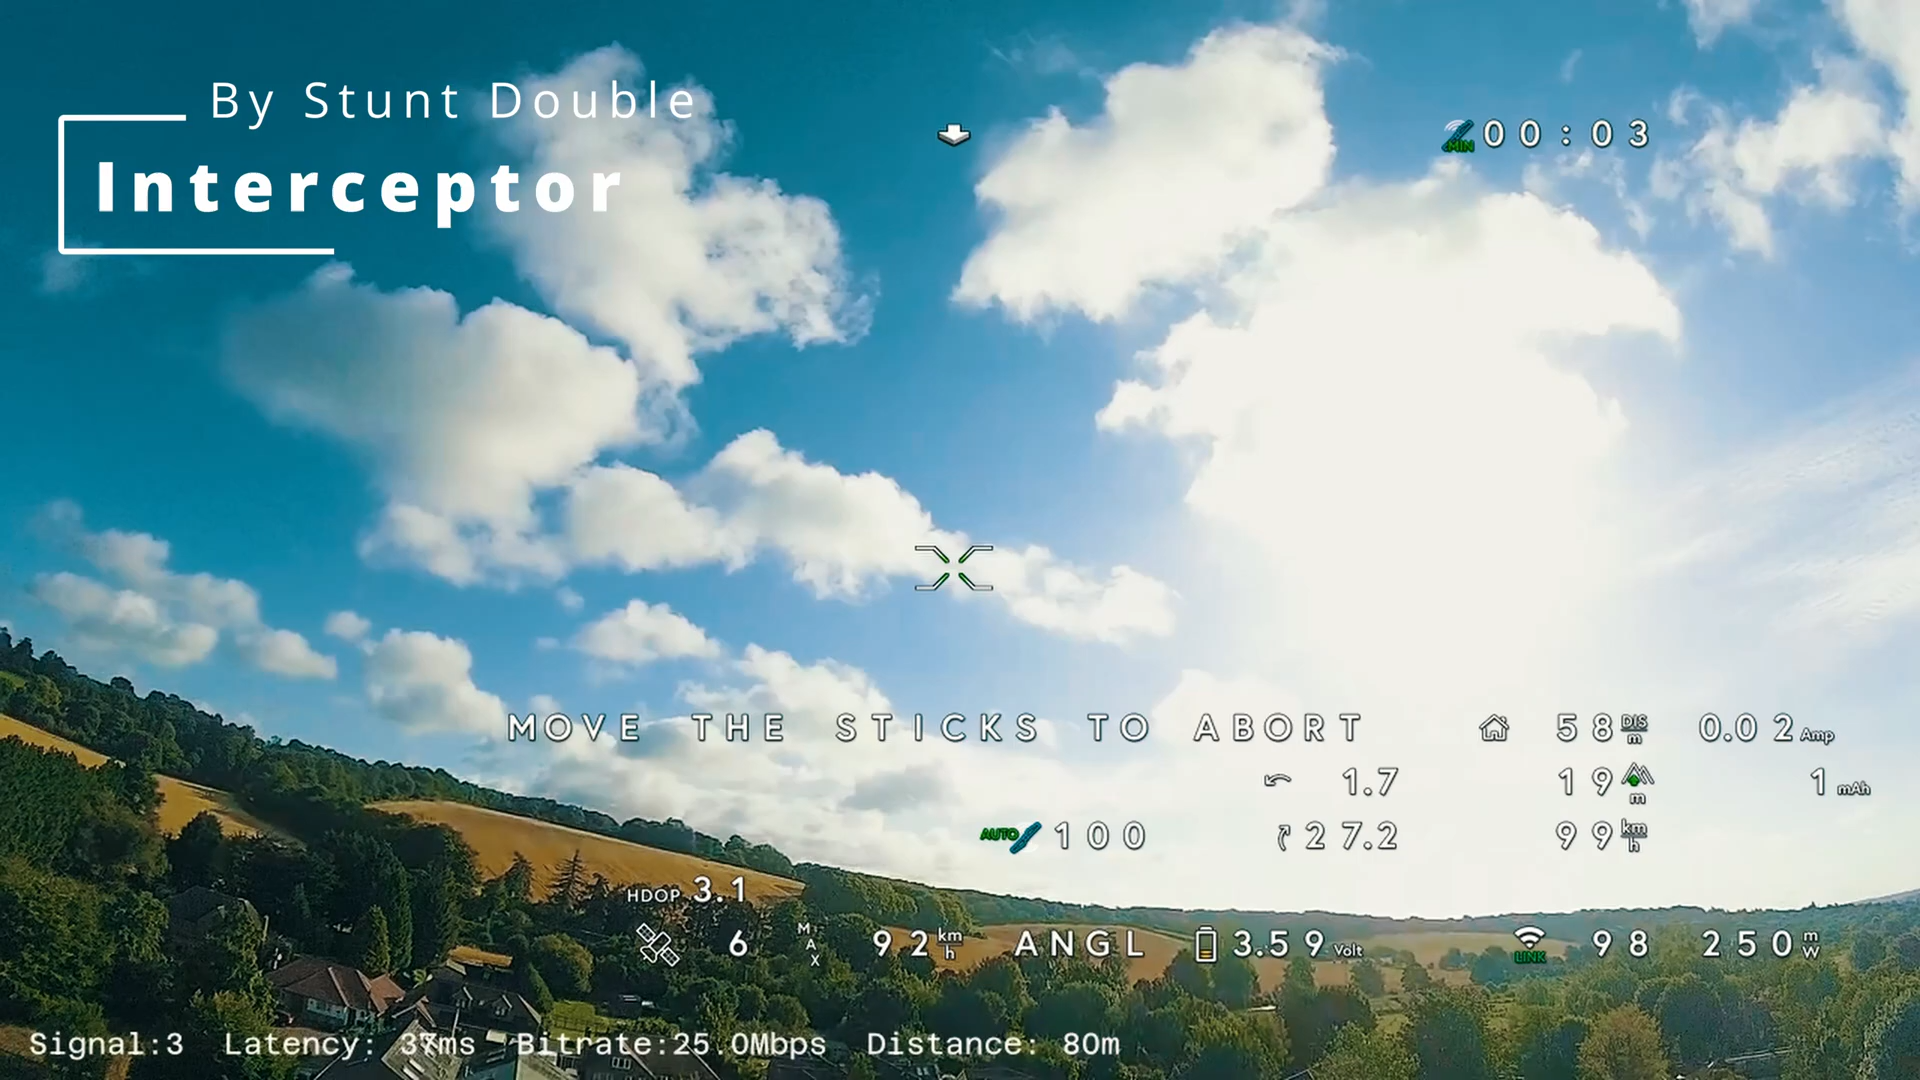 By Stunt Double
Interceptor
MIN 00:03
MOVE THE STICKS TO ABORT 58 DIS m 0.02 Amp
1.7 19 m 1 mAh
AUTO 100 27.2 99 km h
HDOP 3.1
6 MAX 92 km h ANGL 3.59 Volt LINK 98 250 m W
Signal:3 Latency: 37ms Bitrate:25.0Mbps Distance: 80m